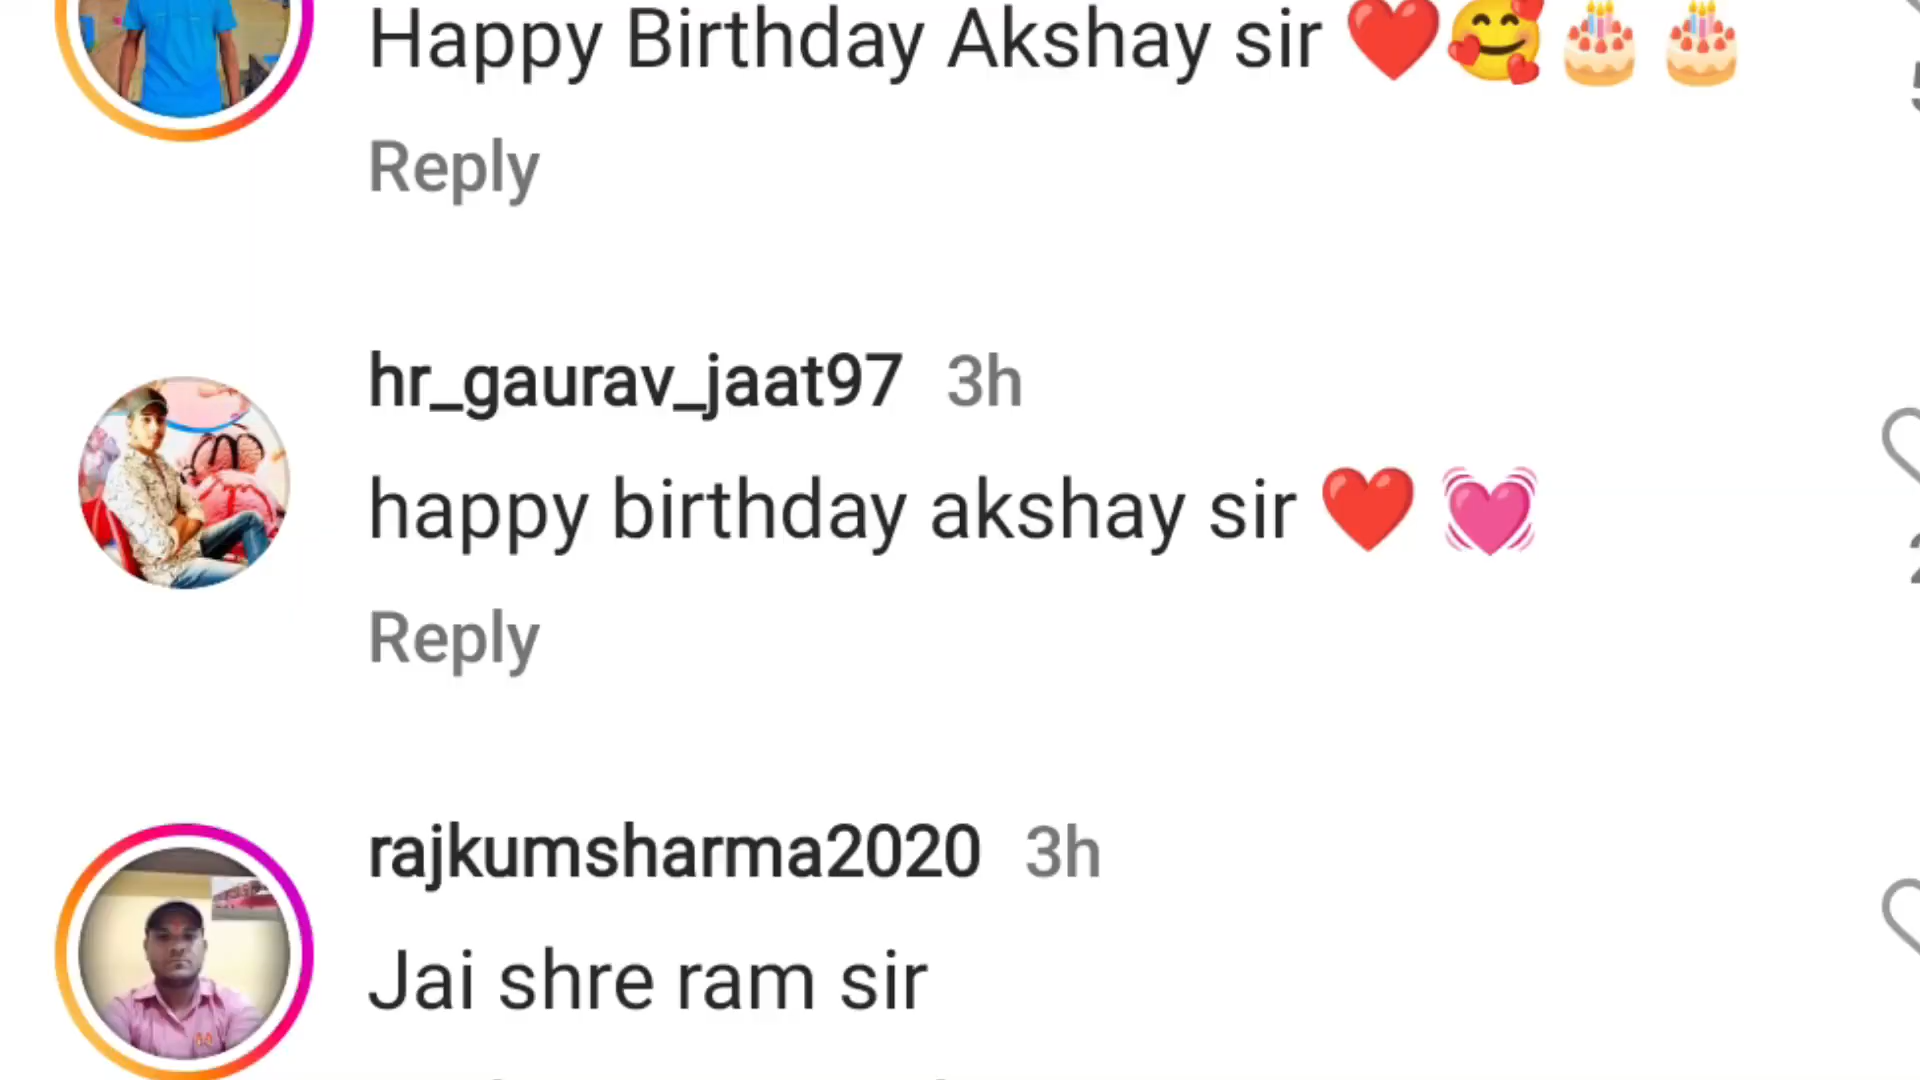 Happy Birthday Akshay sir ❤️🥰🎂🎂
Reply
hr_gaurav_jaat97 3h
happy birthday akshay sir ❤️💓
Reply
rajkumsharma2020 3h
Jai shre ram sir